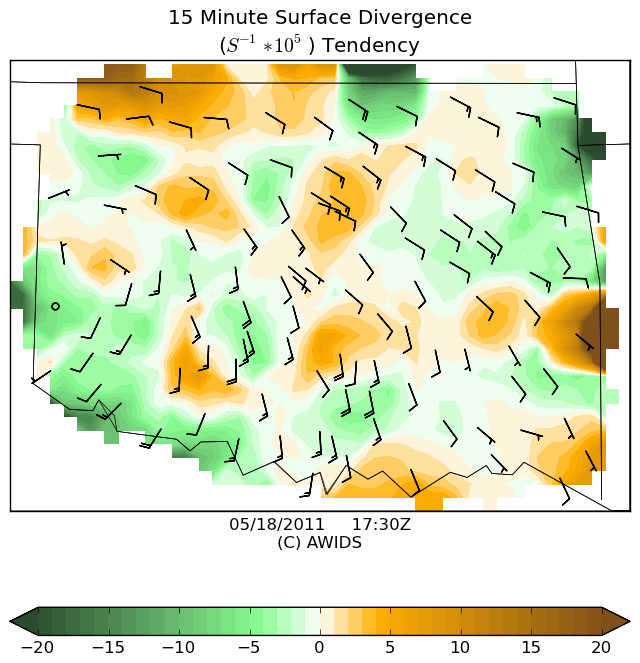 15 Minute Surface Divergence
(S⁻¹ *10⁵ ) Tendency
05/18/2011 17:30Z
(C) AWIDS
−20 −15 −10 −5 0 5 10 15 20